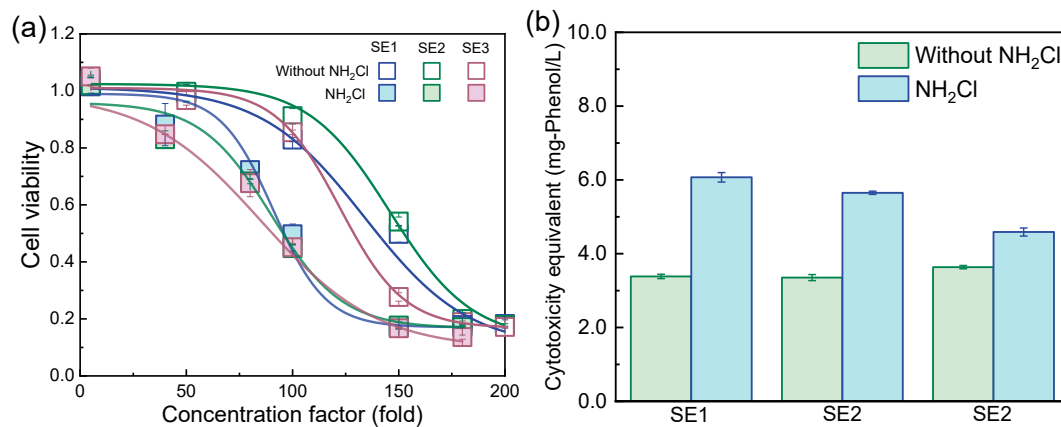 (a)
SE1 SE2 SE3
Without NH₂Cl
NH₂Cl
1.2
1.0
0.8
0.6
0.4
0.2
0.0
Cell viability
0 50 100 150 200
Concentration factor (fold)
(b)
Without NH₂Cl
NH₂Cl
10.0
8.0
6.0
4.0
2.0
0.0
Cytotoxicity equivalent (mg-Phenol/L)
SE1 SE2 SE2